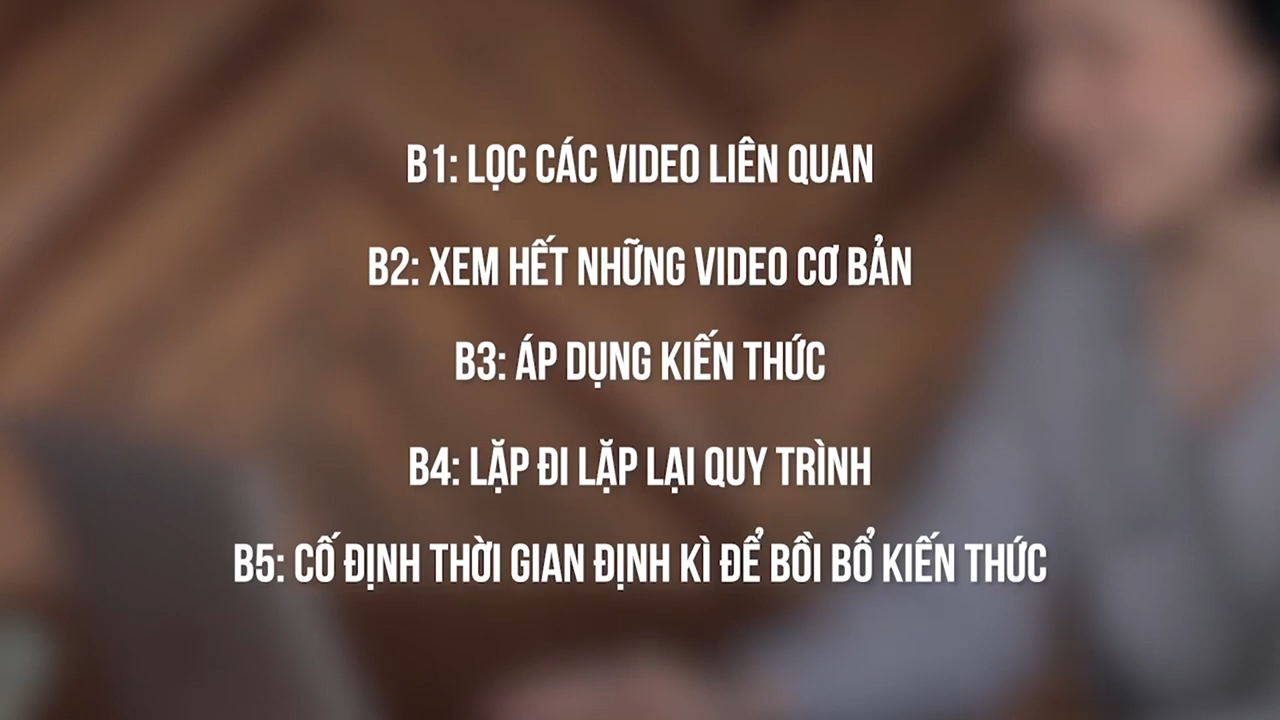 B1: LỌC CÁC VIDEO LIÊN QUAN
B2: XEM HẾT NHỮNG VIDEO CƠ BẢN
B3: ÁP DỤNG KIẾN THỨC
B4: LẶP ĐI LẶP LẠI QUY TRÌNH
B5: CỐ ĐỊNH THỜI GIAN ĐỊNH KÌ ĐỂ BỒI BỔ KIẾN THỨC